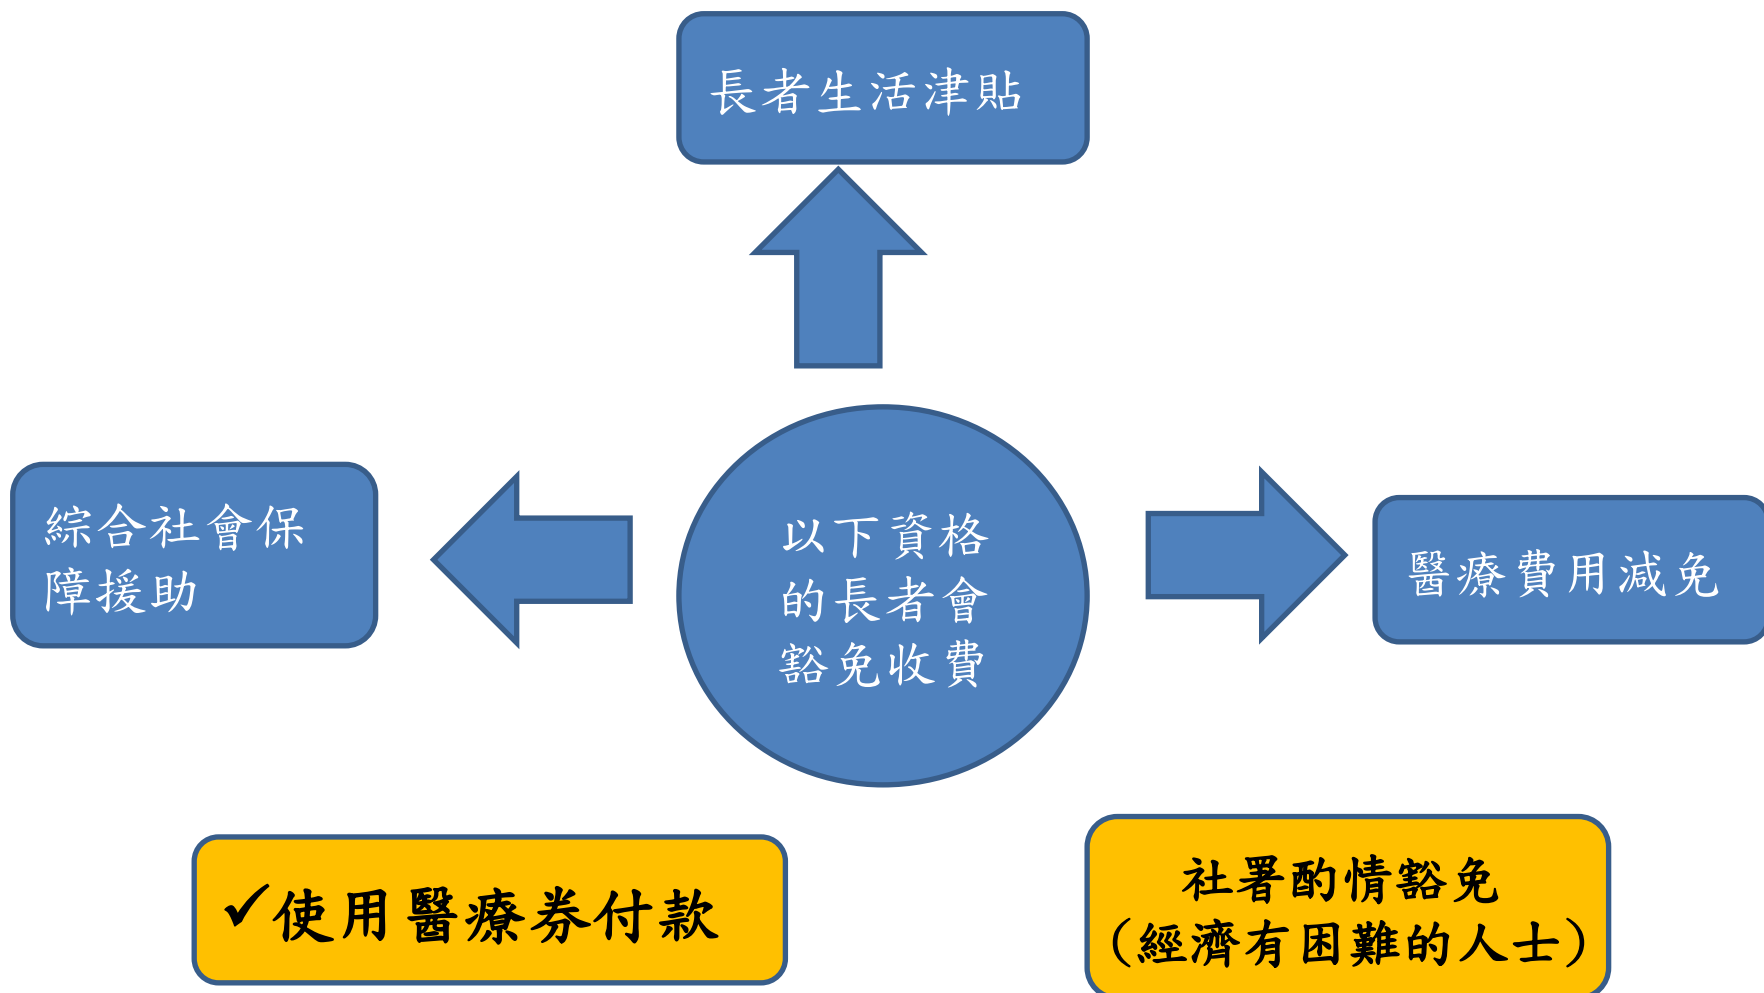 長者生活津貼
綜合社會保
障援助
以下資格
的長者會
豁免收費
醫療費用減免
✓使用醫療券付款
社署酌情豁免
（經濟有困難的人士）